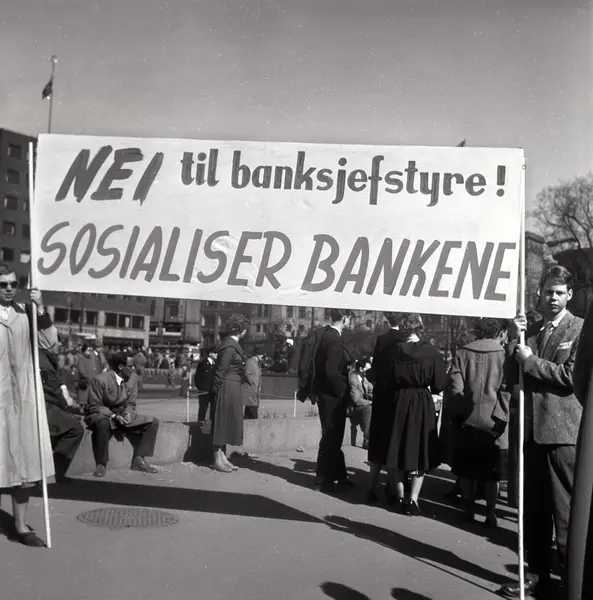 NEI til banksjefstyre!
SOSIALISER BANKENE